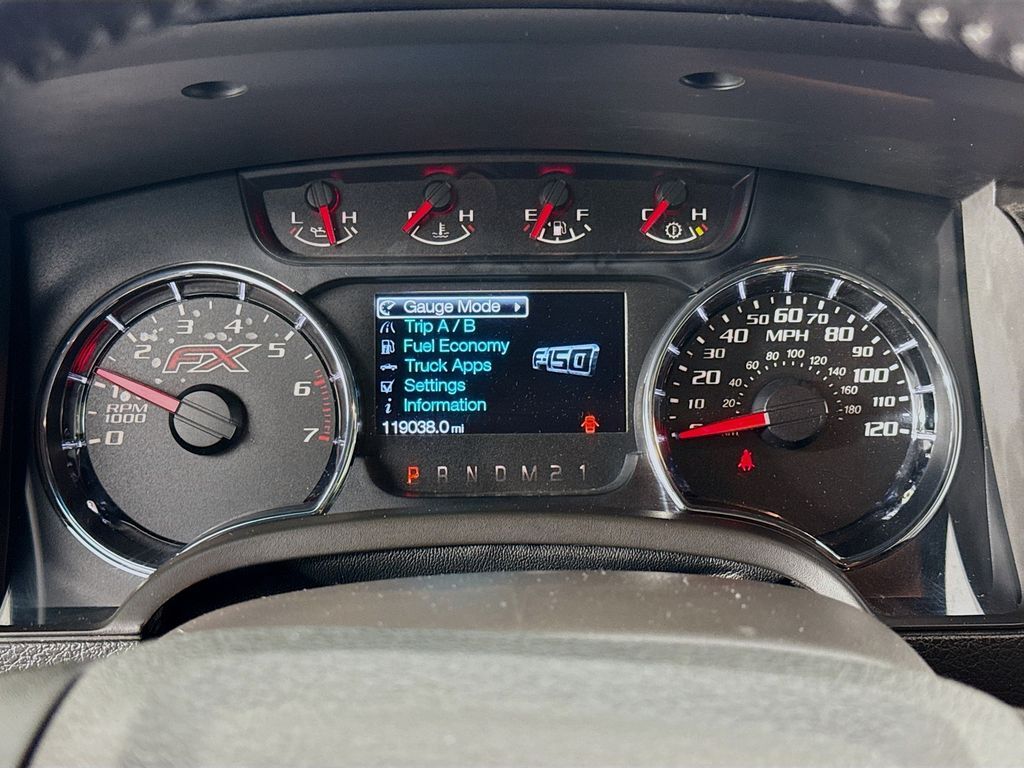 L H
C H
E F
C H
0 1 2 3 4 5 6 7
FX
RPM
1000
Gauge Mode
Trip A / B
Fuel Economy
Truck Apps
Settings
i Information
F-150
119038.0 mi
P R N D M 2 1
10 20 30 40 50 60 70 80 90 100 110 120
MPH
20 40 60 80 100 120 140 160 180